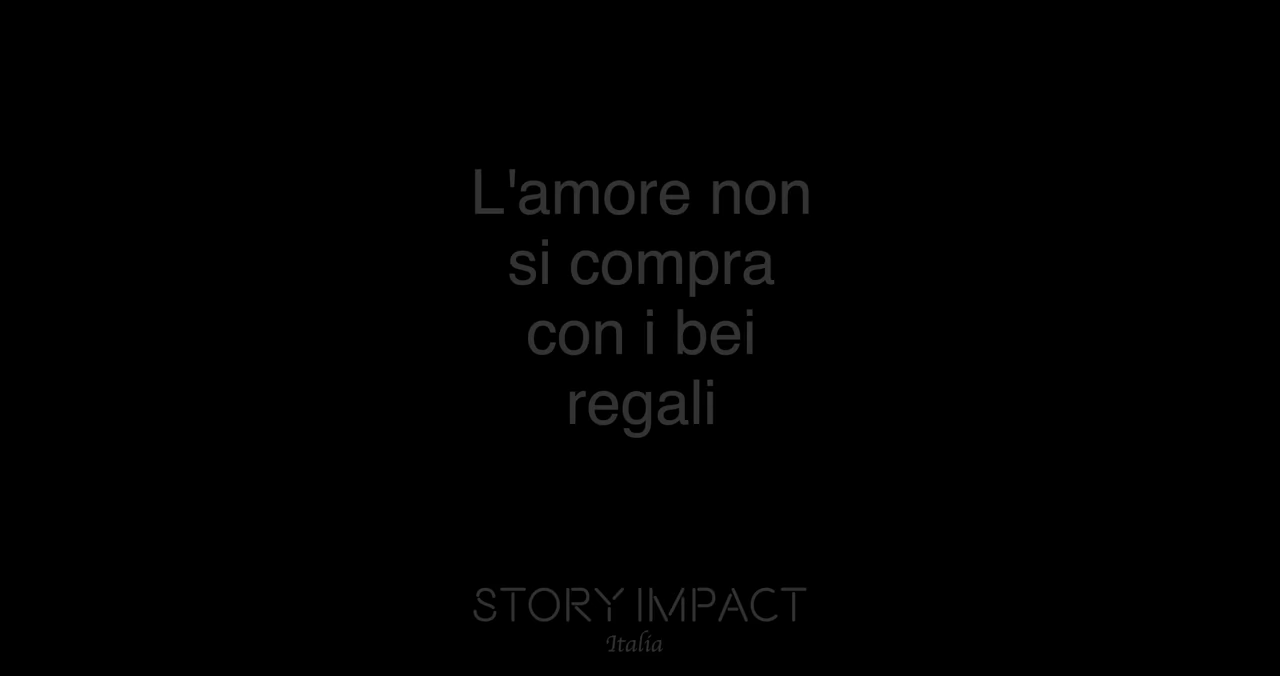 L'amore non
si compra
con i bei
regali
STORY IMPACT
Italia